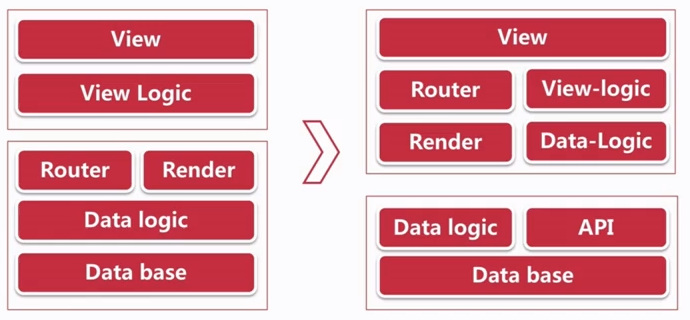 View
View Logic
Router
Render
Data logic
Data base
View
Router
View-logic
Render
Data-Logic
Data logic
API
Data base